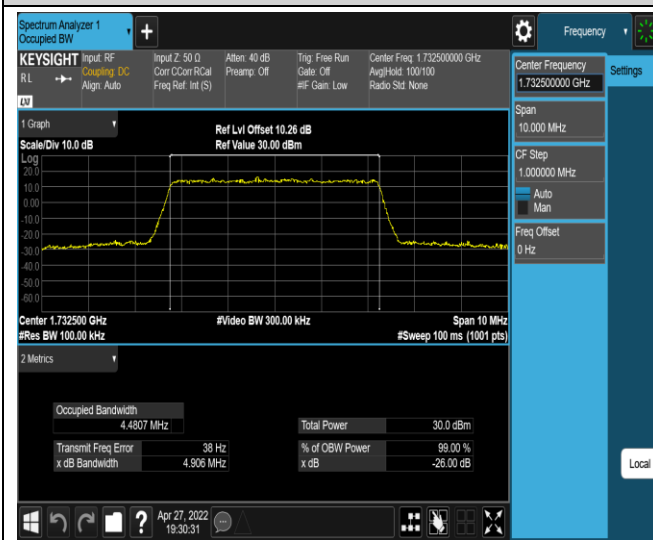 Spectrum Analyzer 1
Occupied BW
Frequency
KEYSIGHT
RL
LXI
Input: RF
Coupling: DC
Align: Auto
Input Z: 50 Ω
Corr CCorr RCal
Freq Ref: Int (S)
Atten: 40 dB
Preamp: Off
Trig: Free Run
Gate: Off
#IF Gain: Low
Center Freq: 1.732500000 GHz
Avg|Hold: 100/100
Radio Std: None
Center Frequency
1.732500000 GHz
Settings
Span
10.000 MHz
CF Step
1.000000 MHz
Auto
Man
Freq Offset
0 Hz
1 Graph
Scale/Div 10.0 dB
Ref Lvl Offset 10.26 dB
Ref Value 30.00 dBm
Log
20.0
10.0
0.00
-10.0
-20.0
-30.0
-50.0
-60.0
Center 1.732500 GHz
#Res BW 100.00 kHz
#Video BW 300.00 kHz
Span 10 MHz
#Sweep 100 ms (1001 pts)
2 Metrics
Occupied Bandwidth
4.4807 MHz
Total Power 30.0 dBm
Transmit Freq Error 38 Hz
% of OBW Power 99.00 %
x dB Bandwidth 4.906 MHz
x dB -26.00 dB
Local
Apr 27, 2022
19:30:31